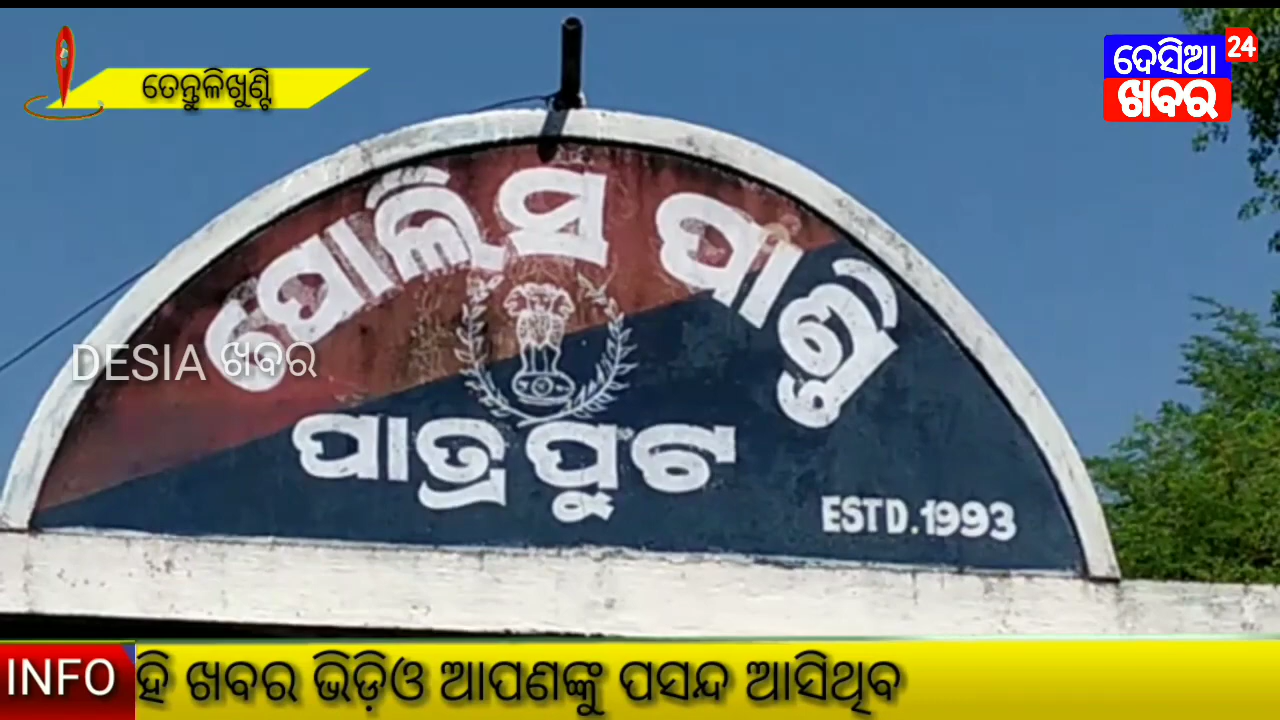 ତେନ୍ତୁଳିଖୁଣ୍ଟି
ଦେସିଆ 24
ଖବର
ପୋଲିସ ପାଣ୍ଠି
DESIA ଖବର
ପାତ୍ରପୁଟ
ESTD.1993
INFO ହି ଖବର ଭିଡ଼ିଓ ଆପଣଙ୍କୁ ପସନ୍ଦ ଆସିଥିବ